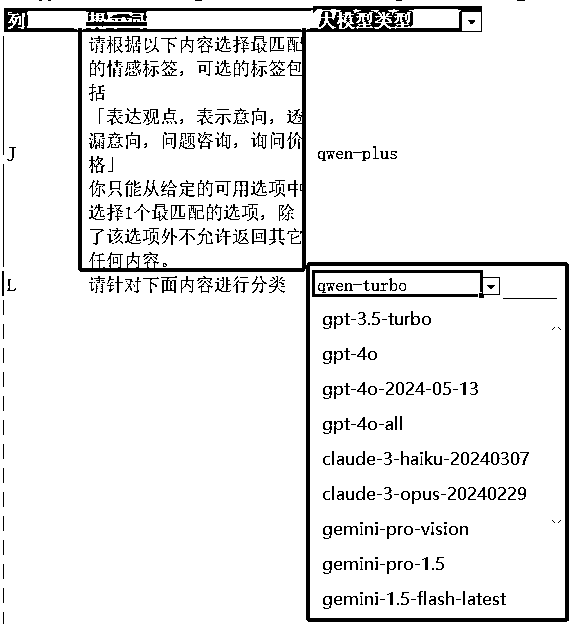 列 提示词 大模型类型
请根据以下内容选择最匹配
的情感标签，可选的标签包
括
「表达观点，表示意向，透
漏意向，问题咨询，询问价
格」
你只能从给定的可用选项中
选择1个最匹配的选项，除
了该选项外不允许返回其它
任何内容。
J
qwen-plus
L 请针对下面内容进行分类 qwen-turbo
gpt-3.5-turbo
gpt-4o
gpt-4o-2024-05-13
gpt-4o-all
claude-3-haiku-20240307
claude-3-opus-20240229
gemini-pro-vision
gemini-pro-1.5
gemini-1.5-flash-latest